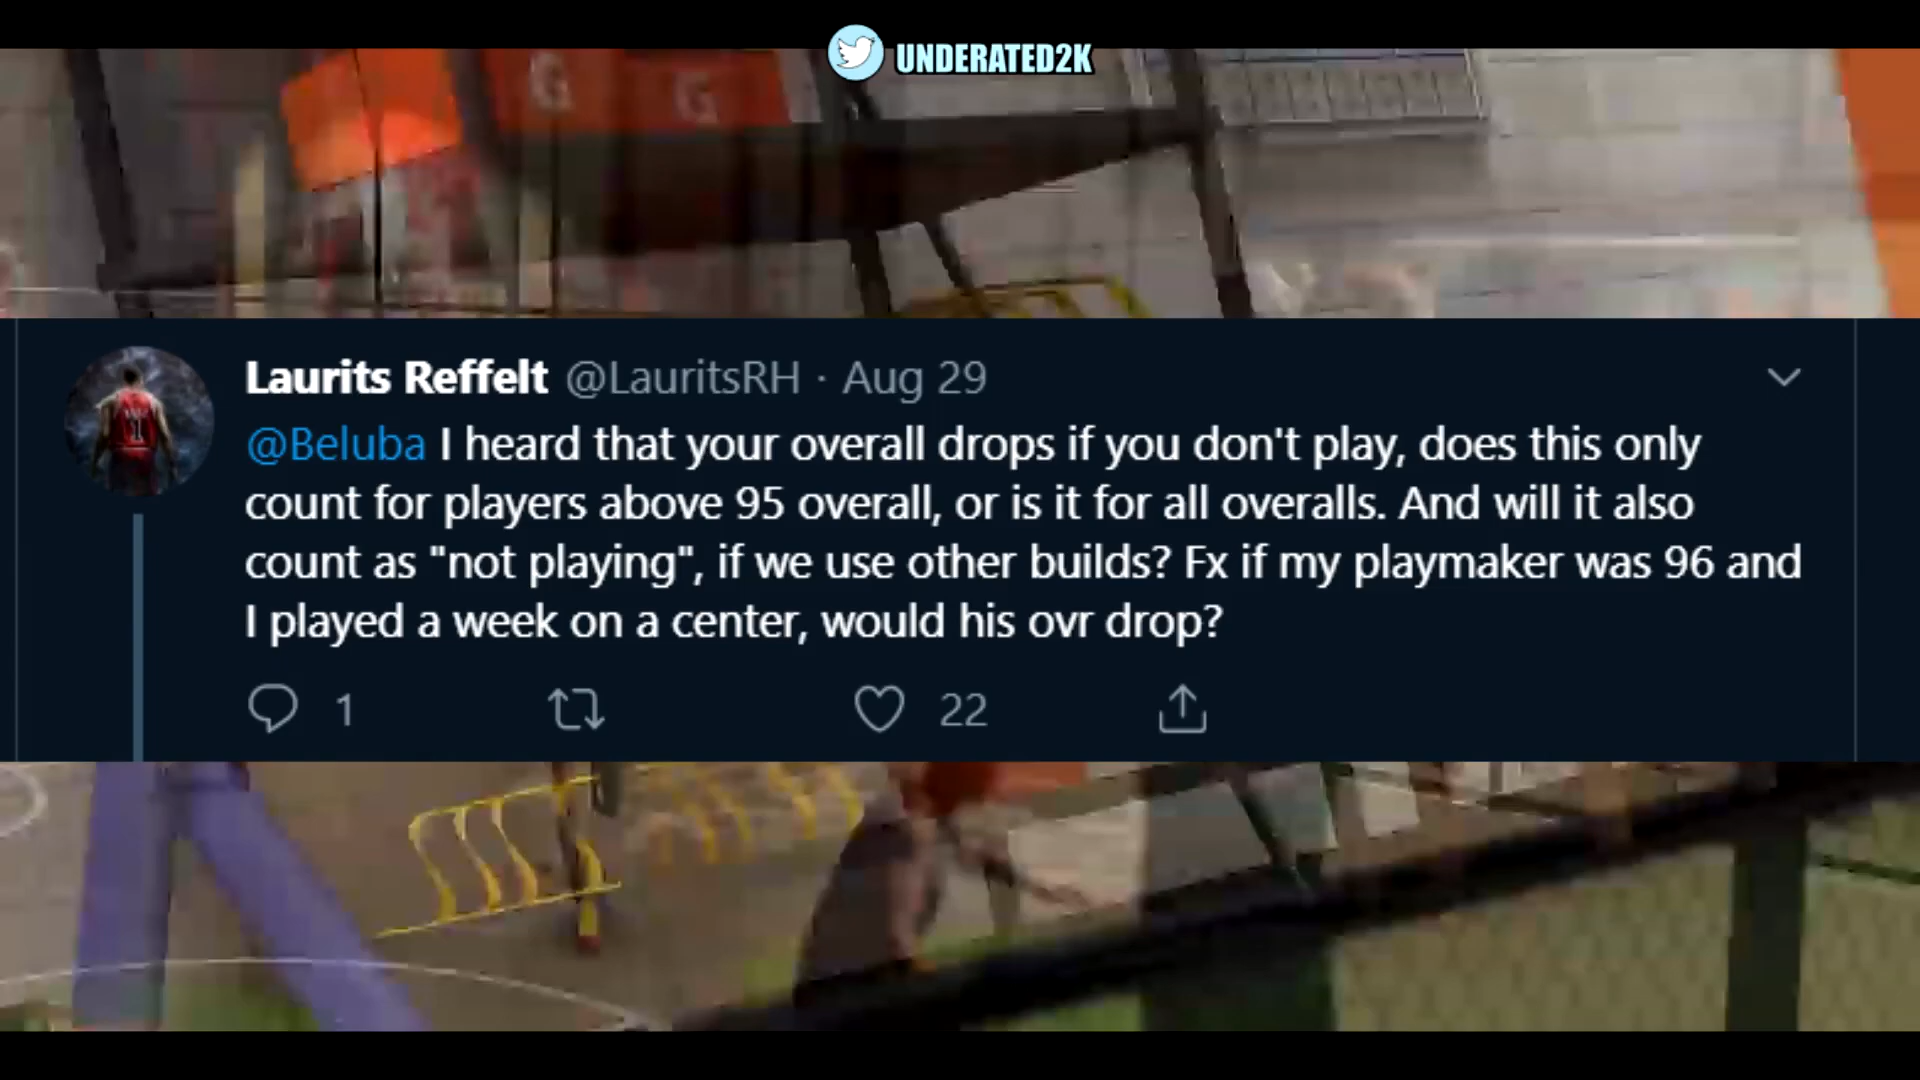 UNDERATED2K
G G
Laurits Reffelt @LauritsRH · Aug 29
@Beluba I heard that your overall drops if you don't play, does this only
count for players above 95 overall, or is it for all overalls. And will it also
count as "not playing", if we use other builds? Fx if my playmaker was 96 and
I played a week on a center, would his ovr drop?
1 22